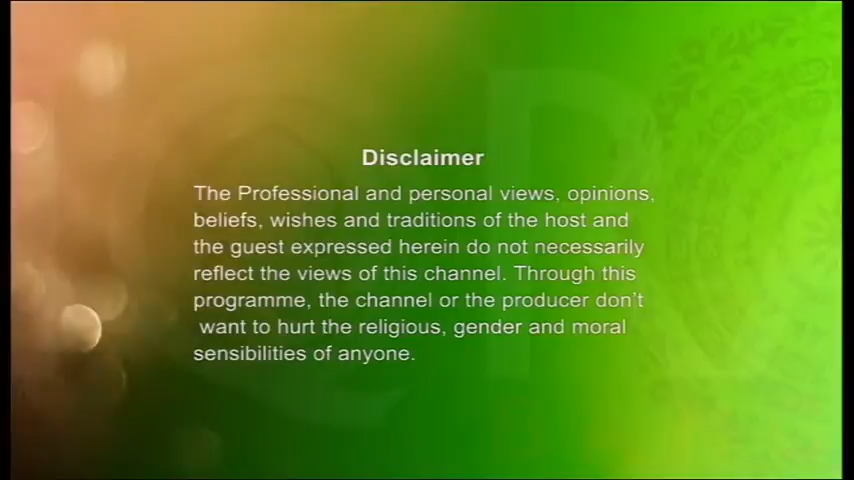 Disclaimer
The Professional and personal views, opinions,
beliefs, wishes and traditions of the host and
the guest expressed herein do not necessarily
reflect the views of this channel. Through this
programme, the channel or the producer don't
want to hurt the religious, gender and moral
sensibilities of anyone.